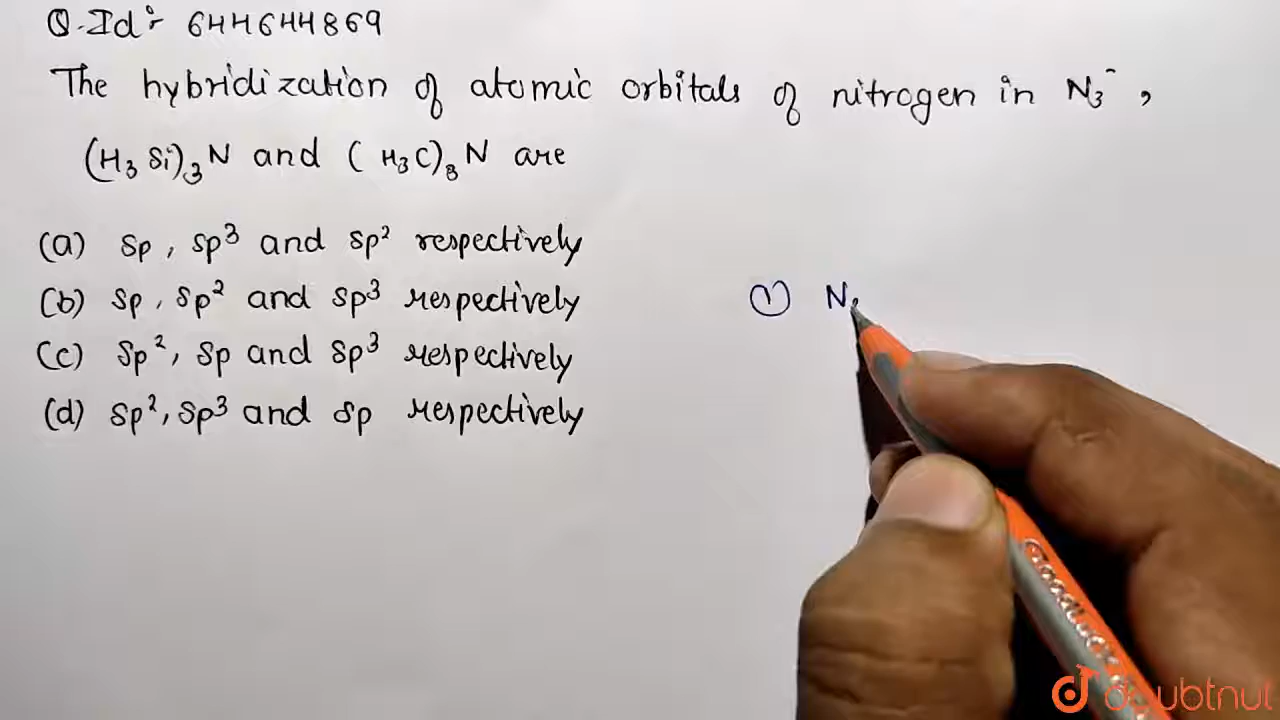 Q.Id:- 644644869
The hybridization of atomic orbitals of nitrogen in N₃⁻,
(H₃Si)₃N and (H₃C)₃N are
(a) sp, sp³ and sp² respectively
(b) sp, sp² and sp³ respectively
(c) sp², sp and sp³ respectively
(d) sp², sp³ and sp respectively
① N
doubtnut